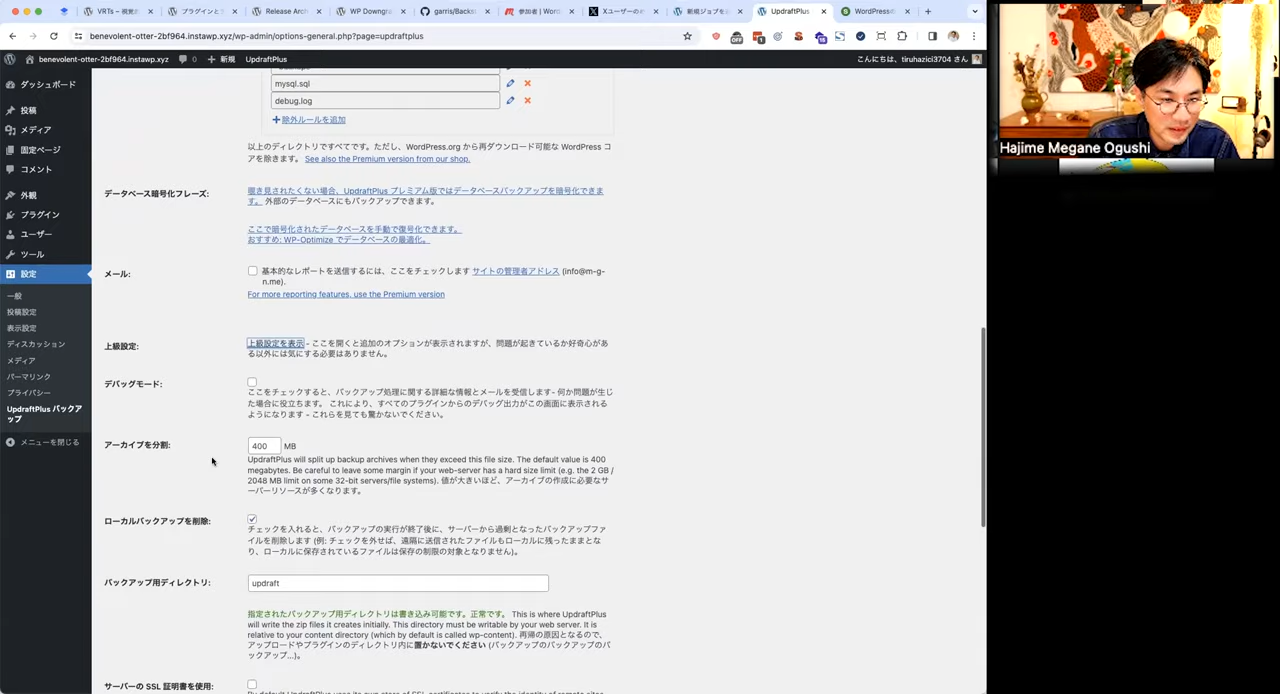 VRTs – 視覚
プラグインとう
Release Arch
WP Downgra
garris/Backs
参加者 | Word
Xユーザーのそ
新規ジョブを追
UpdraftPlus
WordPressの
benevolent-otter-2bf964.instawp.xyz/wp-admin/options-general.php?page=updraftplus
benevolent-otter-2bf964.instawp.xyz
0
新規
UpdraftPlus
こんにちは、tiruhazici3704 さん
ダッシュボード
投稿
メディア
固定ページ
コメント
外観
プラグイン
ユーザー
ツール
設定
一般
投稿設定
表示設定
ディスカッション
メディア
パーマリンク
プライバシー
UpdraftPlus バックア
ップ
メニューを閉じる
mysql.sql
debug.log
除外ルールを追加
以上のディレクトリですべてです。ただし、WordPress.org から再ダウンロード可能な WordPress コ
アを除きます。 See also the Premium version from our shop.
データベース暗号化フレーズ:
覗き見されたくない場合、UpdraftPlus プレミアム版ではデータベースバックアップを暗号化できま
す。 外部のデータベースにもバックアップできます。
ここで暗号化されたデータベースを手動で復号化できます。
おすすめ: WP-Optimize でデータベースの最適化。
メール:
基本的なレポートを送信するには、ここをチェックします サイトの管理者アドレス (info@m-g-
n.me).
For more reporting features, use the Premium version
上級設定:
上級設定を表示 - ここを開くと追加のオプションが表示されますが、問題が起きているか好奇心があ
る以外には気にする必要はありません。
デバッグモード:
ここをチェックすると、バックアップ処理に関する詳細な情報とメールを受信します- 何か問題が生じ
た場合に役立ちます。 これにより、すべてのプラグインからのデバッグ出力がこの画面に表示される
ようになります - これらを見ても驚かないでください。
アーカイブを分割:
400 MB
UpdraftPlus will split up backup archives when they exceed this file size. The default value is 400
megabytes. Be careful to leave some margin if your web-server has a hard size limit (e.g. the 2 GB /
2048 MB limit on some 32-bit servers/file systems). 値が大きいほど、アーカイブの作成に必要なサ
ーバーリソースが多くなります。
ローカルバックアップを削除:
チェックを入れると、バックアップの実行が終了後に、サーバーから過剰となったバックアップファ
イルを削除します (例: チェックを外せば、遠隔に送信されたファイルもローカルに残ったままとな
り、ローカルに保存されているファイルは保存の制限の対象となりません)。
バックアップ用ディレクトリ:
updraft
指定されたバックアップ用ディレクトリは書き込み可能です。正常です。 This is where UpdraftPlus
will write the zip files it creates initially. This directory must be writable by your web server. It
is relative to your content directory (which by default is called wp-content). 再帰の原因となるので、
アップロードやプラグインのディレクトリ内に置かないでください (バックアップのバックアップのバ
ックアップ...)。
サーバーの SSL 証明書を使用:
Hajime Megane Ogushi